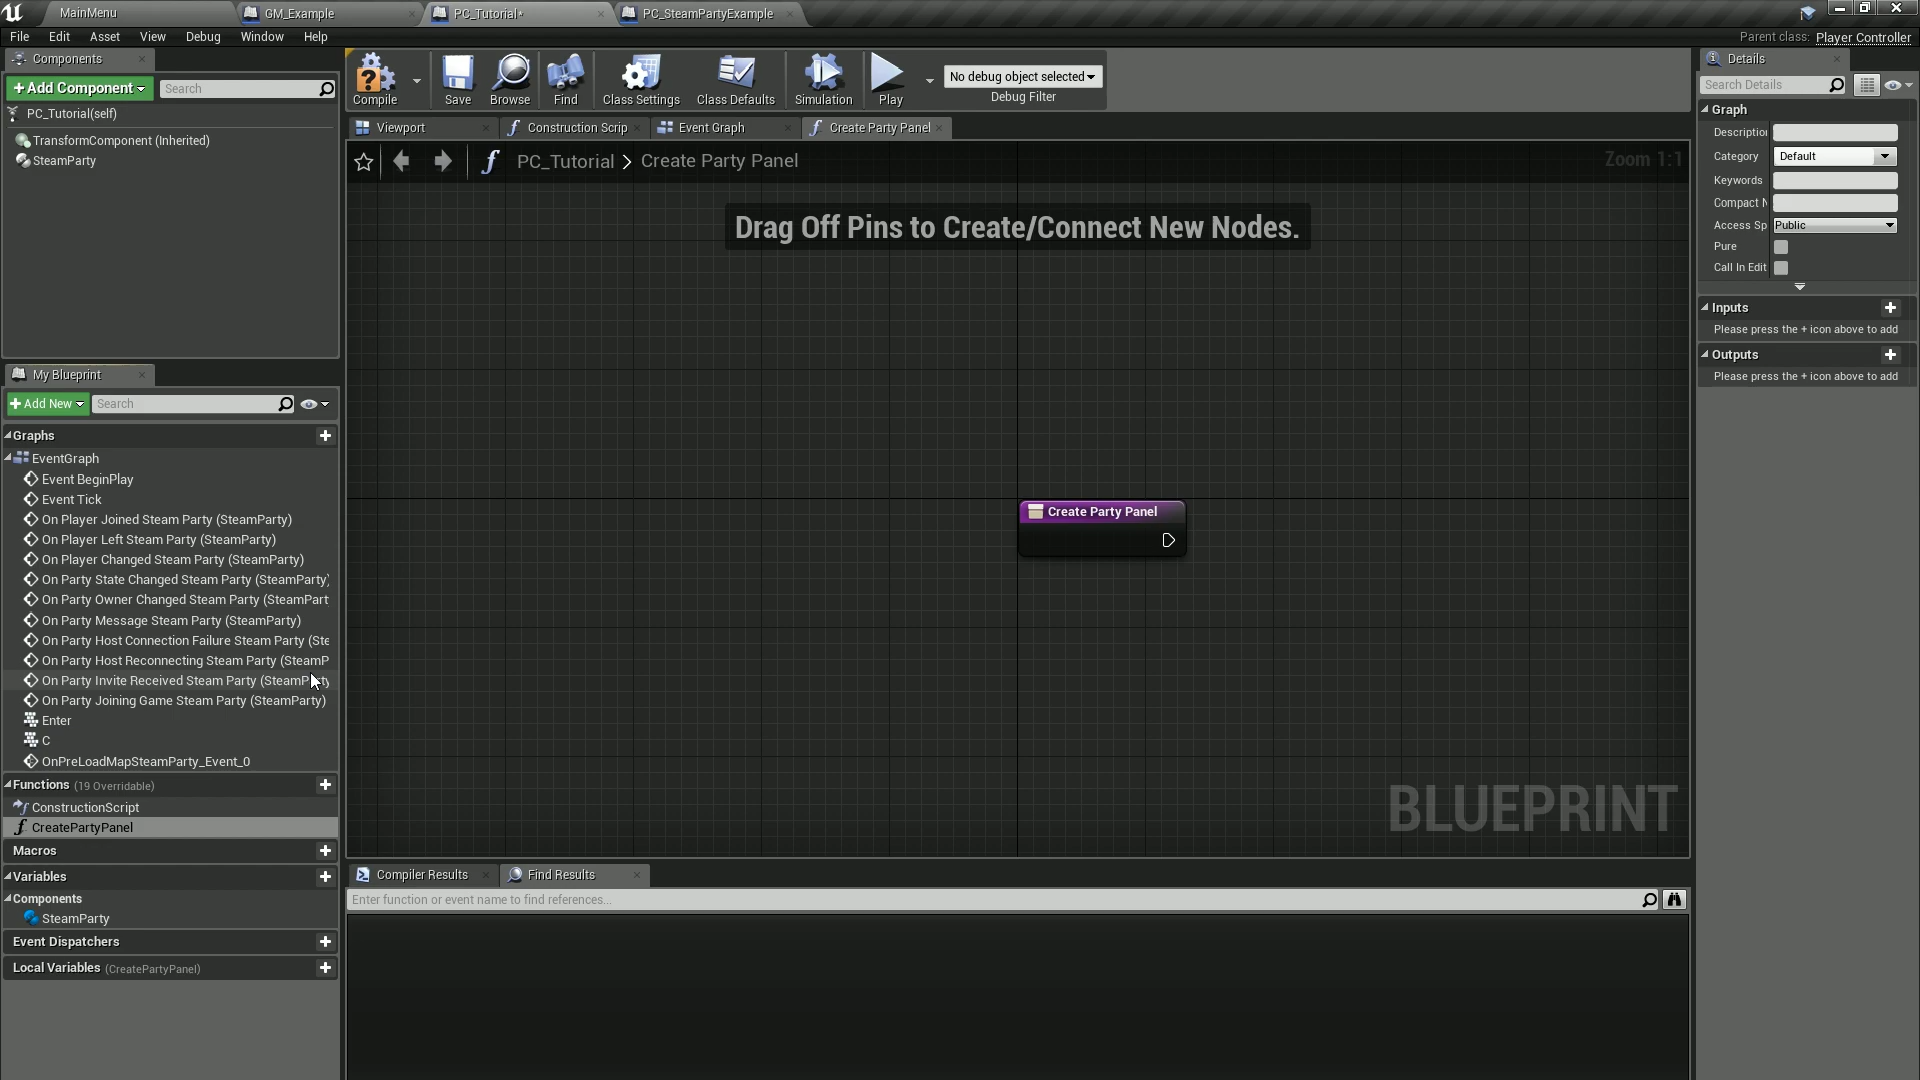 MainMenu
GM_Example
PC_Tutorial*
PC_SteamPartyExample
File Edit Asset View Debug Window Help
Parent class: Player Controller
Components
+Add Component
Search
PC_Tutorial(self)
TransformComponent (Inherited)
SteamParty
Compile
Save
Browse
Find
Class Settings
Class Defaults
Simulation
Play
No debug object selected
Debug Filter
Viewport
Construction Scrip
Event Graph
Create Party Panel
PC_Tutorial > Create Party Panel
Zoom 1:1
Drag Off Pins to Create/Connect New Nodes.
Create Party Panel
BLUEPRINT
My Blueprint
+Add New
Search
Graphs
EventGraph
Event BeginPlay
Event Tick
On Player Joined Steam Party (SteamParty)
On Player Left Steam Party (SteamParty)
On Player Changed Steam Party (SteamParty)
On Party State Changed Steam Party (SteamParty)
On Party Owner Changed Steam Party (SteamPart
On Party Message Steam Party (SteamParty)
On Party Host Connection Failure Steam Party (Ste
On Party Host Reconnecting Steam Party (SteamP
On Party Invite Received Steam Party (SteamParty
On Party Joining Game Steam Party (SteamParty)
Enter
C
OnPreLoadMapSteamParty_Event_0
Functions (19 Overridable)
ConstructionScript
CreatePartyPanel
Macros
Variables
Components
SteamParty
Event Dispatchers
Local Variables (CreatePartyPanel)
Compiler Results
Find Results
Enter function or event name to find references...
Details
Search Details
Graph
Description
Category
Default
Keywords
Compact N
Access Sp
Public
Pure
Call In Edit
Inputs
Please press the + icon above to add
Outputs
Please press the + icon above to add